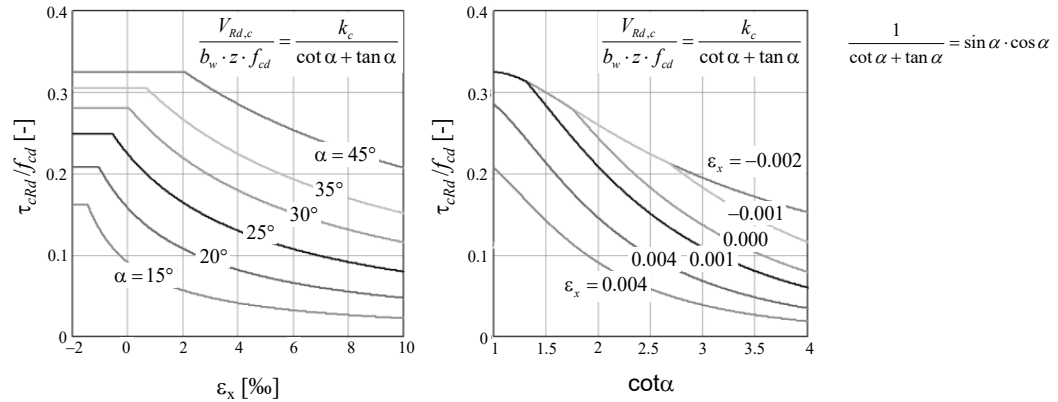 0.4
0.3
0.2
0.1
0
τ_cRd/f_cd [-]
V_Rd,c / (b_w · z · f_cd) = k_c / (cot α + tan α)
α = 45°
35°
30°
25°
20°
α = 15°
−2 0 2 4 6 8 10
ε_x [‰]
0.4
0.3
0.2
0.1
0
τ_cRd/f_cd [-]
V_Rd,c / (b_w · z · f_cd) = k_c / (cot α + tan α)
ε_x = −0.002
−0.001
0.000
0.004 0.001
ε_x = 0.004
1 1.5 2 2.5 3 3.5 4
cotα
1 / (cot α + tan α) = sin α · cos α